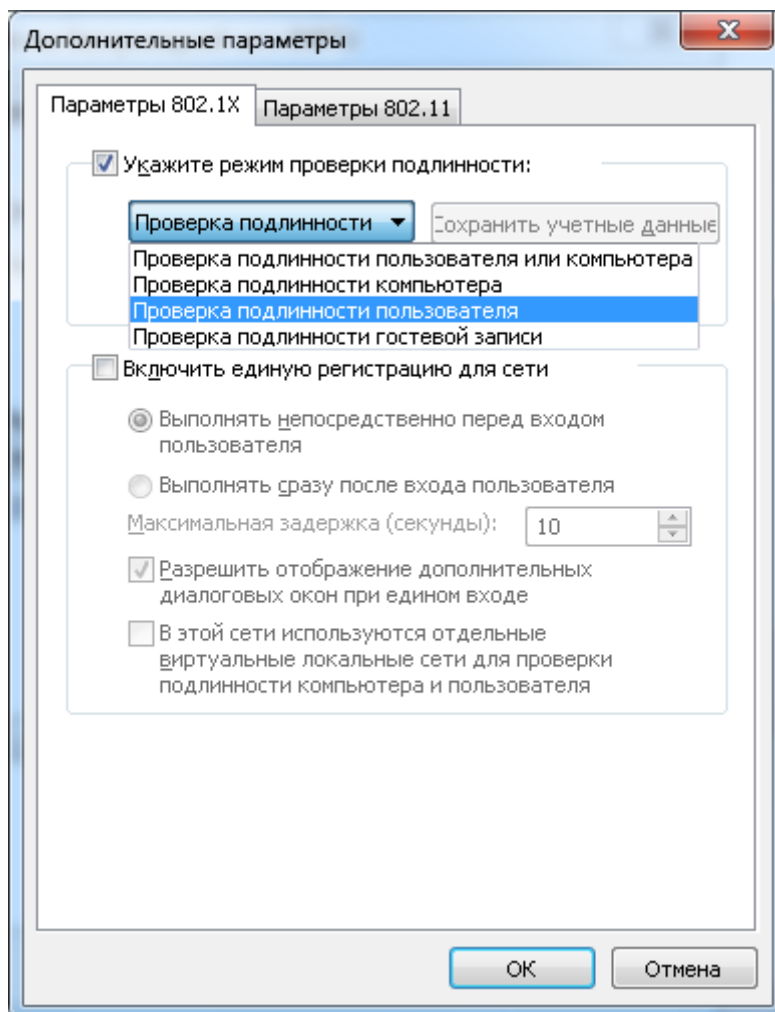 Дополнительные параметры
Параметры 802.1X
Параметры 802.11
Укажите режим проверки подлинности:
Проверка подлинности
Сохранить учетные данные
Проверка подлинности пользователя или компьютера
Проверка подлинности компьютера
Проверка подлинности пользователя
Проверка подлинности гостевой записи
Включить единую регистрацию для сети
Выполнять непосредственно перед входом
пользователя
Выполнять сразу после входа пользователя
Максимальная задержка (секунды):
10
Разрешить отображение дополнительных
диалоговых окон при едином входе
В этой сети используются отдельные
виртуальные локальные сети для проверки
подлинности компьютера и пользователя
ОК
Отмена